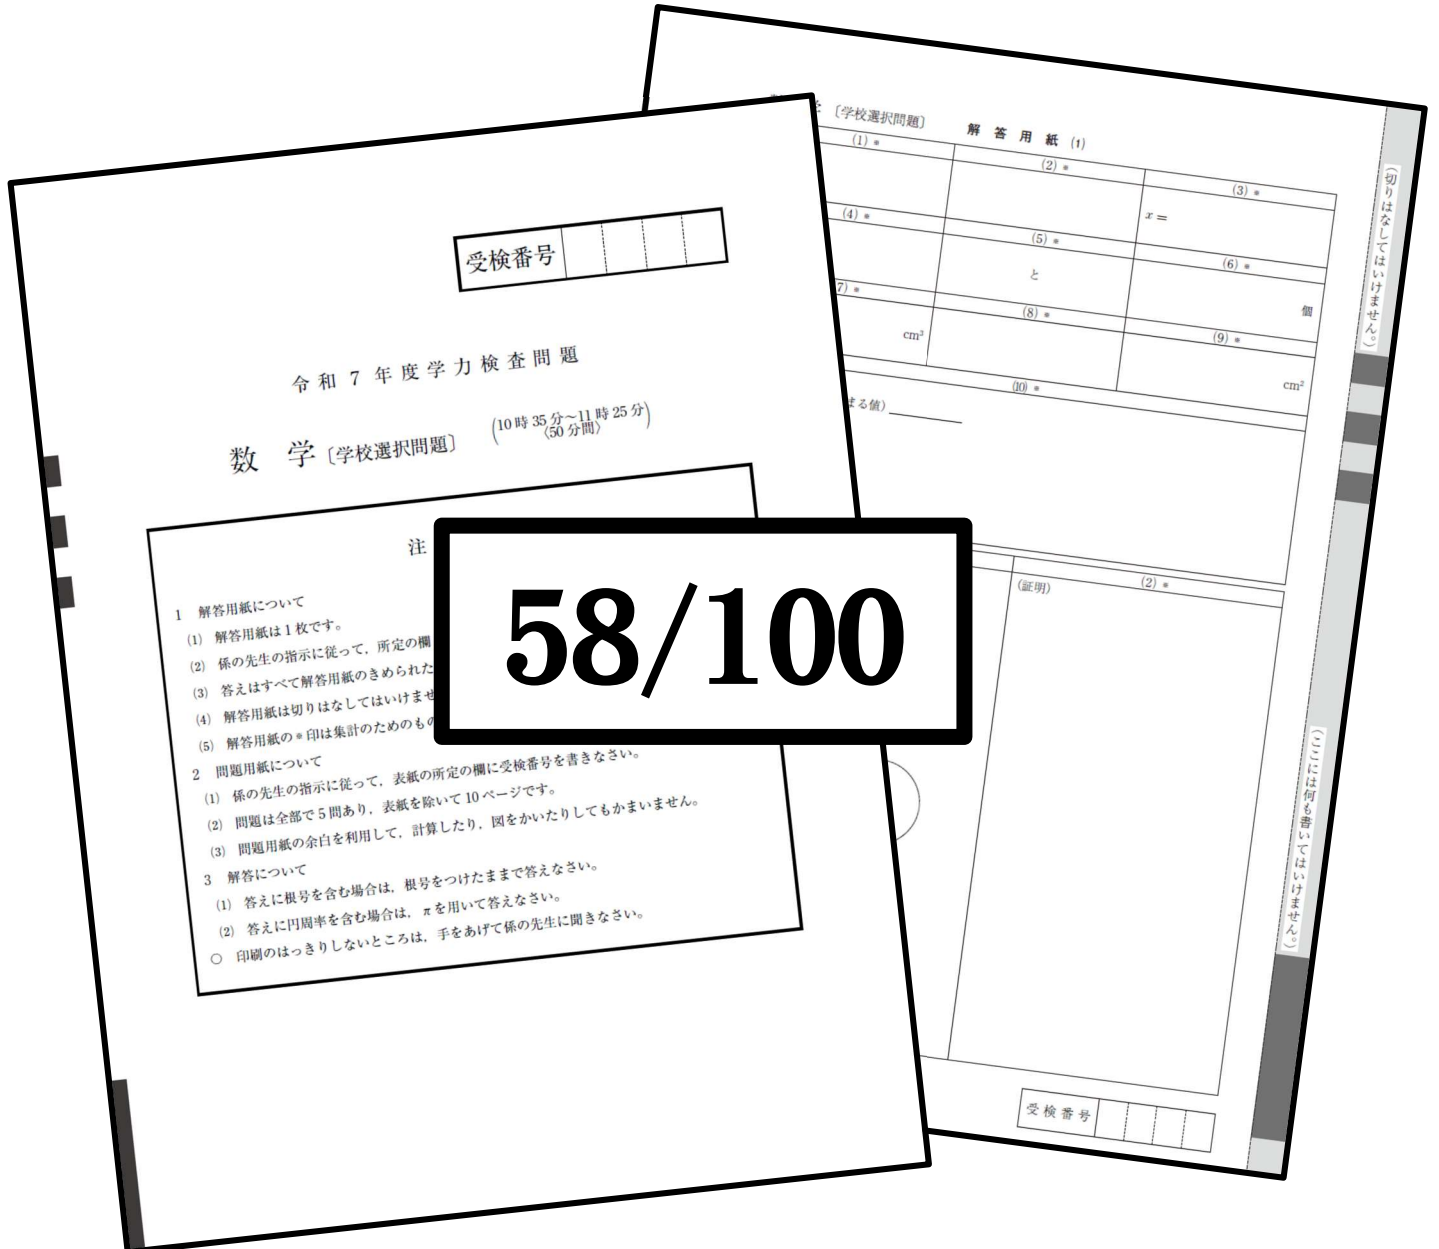 受検番号
令和7年度学力検査問題
数 学〔学校選択問題〕
(10時35分～11時25分)
〈50分間〉
注
1 解答用紙について
(1) 解答用紙は1枚です。
(2) 係の先生の指示に従って，所定の欄
(3) 答えはすべて解答用紙のきめられた
(4) 解答用紙は切りはなしてはいけませ
(5) 解答用紙の＊印は集計のためのもの
2 問題用紙について
(1) 係の先生の指示に従って，表紙の所定の欄に受検番号を書きなさい。
(2) 問題は全部で5問あり，表紙を除いて10ページです。
(3) 問題用紙の余白を利用して，計算したり，図をかいたりしてもかまいません。
3 解答について
(1) 答えに根号を含む場合は，根号をつけたままで答えなさい。
(2) 答えに円周率を含む場合は，πを用いて答えなさい。
○ 印刷のはっきりしないところは，手をあげて係の先生に聞きなさい。
58/100
〔学校選択問題〕 解答用紙 (1)
(1) ＊
(2) ＊
(3) ＊
x＝
(4) ＊
(5) ＊
と
(6) ＊
個
7) ＊
cm³
(8) ＊
(9) ＊
cm²
(10) ＊
まる値)
(2) ＊
(証明)
受検番号
(切りはなしてはいけません。)
(ここには何も書いてはいけません。)